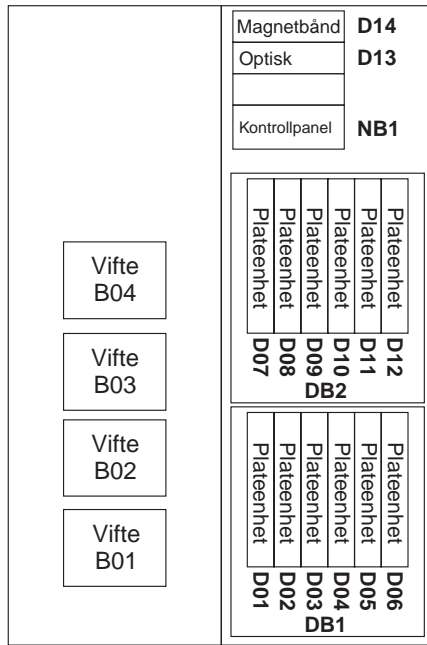 Magnetbånd D14
Optisk D13
Kontrollpanel NB1
Vifte
B04
Vifte
B03
Vifte
B02
Vifte
B01
Plateenhet
Plateenhet
Plateenhet
Plateenhet
Plateenhet
Plateenhet
D07
D08
D09
D10
D11
D12
DB2
Plateenhet
Plateenhet
Plateenhet
Plateenhet
Plateenhet
Plateenhet
D01
D02
D03
D04
D05
D06
DB1